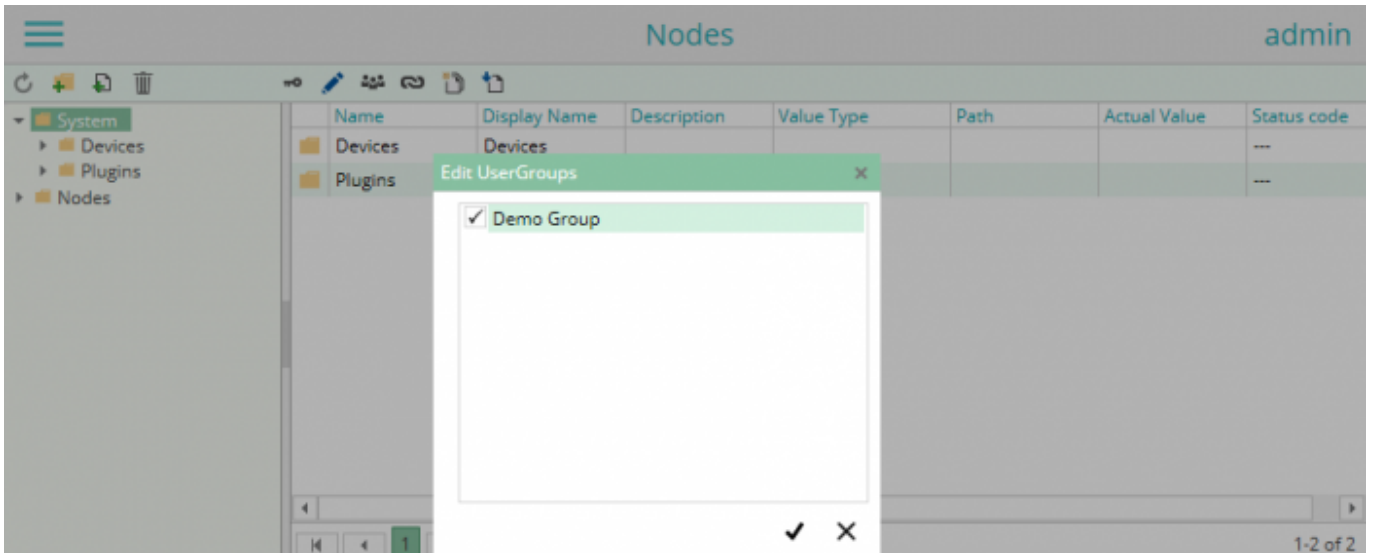 Nodes
admin
System
Devices
Plugins
Nodes
Name Display Name Description Value Type Path Actual Value Status code
Devices Devices ---
Plugins ---
Edit UserGroups
Demo Group
1
1-2 of 2